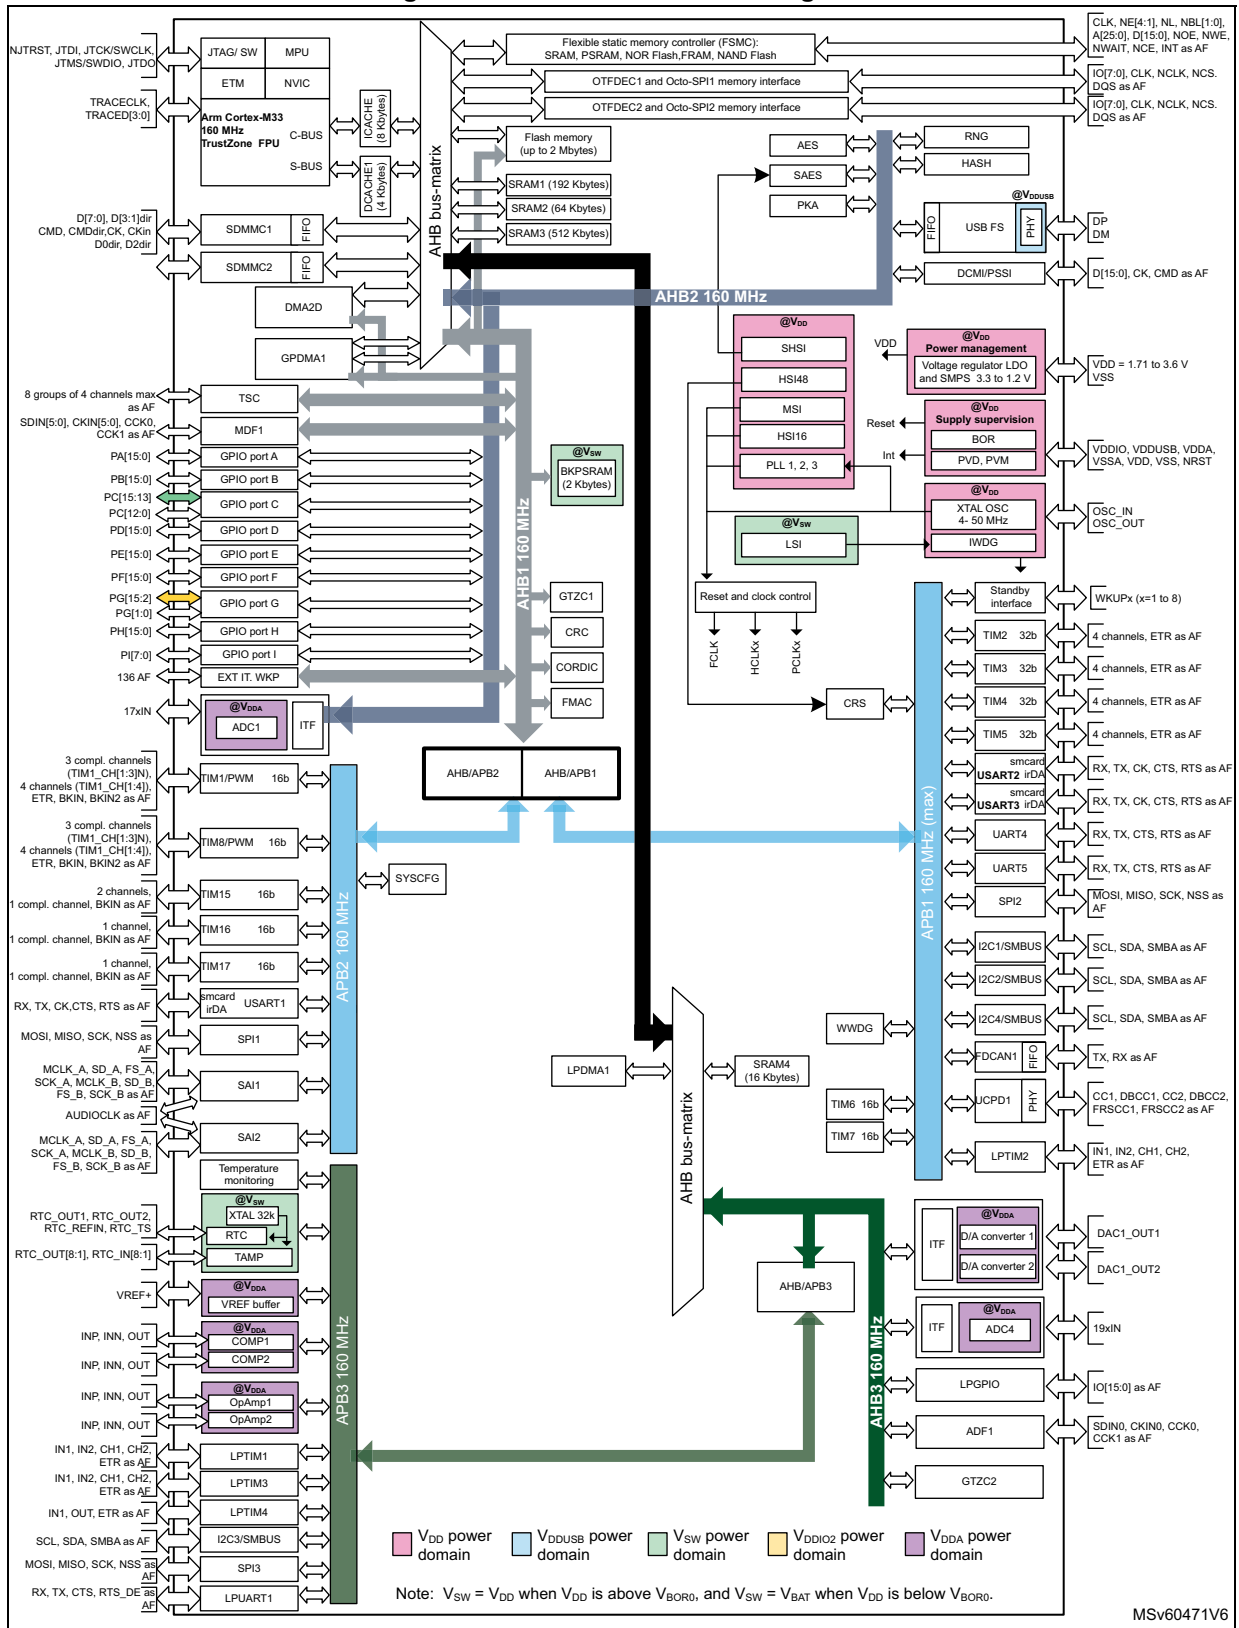 NJTRST, JTDI, JTCK/SWCLK,
JTMS/SWDIO, JTDO
TRACECLK,
TRACED[3:0]
JTAG/ SW
MPU
ETM
NVIC
Arm Cortex-M33
160 MHz
TrustZone FPU
C-BUS
S-BUS
ICACHE
(8 Kbytes)
DCACHE1
(4 Kbytes)
AHB bus-matrix
Flexible static memory controller (FSMC):
SRAM, PSRAM, NOR Flash,FRAM, NAND Flash
OTFDEC1 and Octo-SPI1 memory interface
OTFDEC2 and Octo-SPI2 memory interface
CLK, NE[4:1], NL, NBL[1:0],
A[25:0], D[15:0], NOE, NWE,
NWAIT, NCE, INT as AF
IO[7:0], CLK, NCLK, NCS.
DQS as AF
IO[7:0], CLK, NCLK, NCS.
DQS as AF
Flash memory
(up to 2 Mbytes)
SRAM1 (192 Kbytes)
SRAM2 (64 Kbytes)
SRAM3 (512 Kbytes)
AES
SAES
PKA
RNG
HASH
@VDDUSB
FIFO
USB FS
PHY
DP
DM
DCMI/PSSI
D[15:0], CK, CMD as AF
AHB2 160 MHz
D[7:0], D[3:1]dir
CMD, CMDdir,CK, CKin
D0dir, D2dir
SDMMC1
FIFO
SDMMC2
FIFO
DMA2D
GPDMA1
8 groups of 4 channels max
as AF
TSC
SDIN[5:0], CKIN[5:0], CCK0,
CCK1 as AF
MDF1
PA[15:0]
GPIO port A
PB[15:0]
GPIO port B
PC[15:13]
PC[12:0]
GPIO port C
PD[15:0]
GPIO port D
PE[15:0]
GPIO port E
PF[15:0]
GPIO port F
PG[15:2]
PG[1:0]
GPIO port G
PH[15:0]
GPIO port H
PI[7:0]
GPIO port I
136 AF
EXT IT. WKP
17xIN
@VDDA
ADC1
ITF
AHB1 160 MHz
@VSW
BKPSRAM
(2 Kbytes)
GTZC1
CRC
CORDIC
FMAC
@VDD
SHSI
HSI48
MSI
HSI16
PLL 1, 2, 3
@VSW
LSI
VDD
@VDD
Power management
Voltage regulator LDO
and SMPS 3.3 to 1.2 V
VDD = 1.71 to 3.6 V
VSS
Reset
Int
@VDD
Supply supervision
BOR
PVD, PVM
VDDIO, VDDUSB, VDDA,
VSSA, VDD, VSS, NRST
@VDD
XTAL OSC
4- 50 MHz
IWDG
OSC_IN
OSC_OUT
Reset and clock control
FCLK
HCLKx
PCLKx
CRS
Standby
interface
WKUPx (x=1 to 8)
TIM2 32b
4 channels, ETR as AF
TIM3 32b
4 channels, ETR as AF
TIM4 32b
4 channels, ETR as AF
TIM5 32b
4 channels, ETR as AF
smcard
USART2 irDA
RX, TX, CK, CTS, RTS as AF
smcard
USART3 irDA
RX, TX, CK, CTS, RTS as AF
UART4
RX, TX, CTS, RTS as AF
UART5
RX, TX, CTS, RTS as AF
SPI2
MOSI, MISO, SCK, NSS as
AF
I2C1/SMBUS
SCL, SDA, SMBA as AF
I2C2/SMBUS
SCL, SDA, SMBA as AF
I2C4/SMBUS
SCL, SDA, SMBA as AF
FDCAN1
FIFO
TX, RX as AF
UCPD1
PHY
CC1, DBCC1, CC2, DBCC2,
FRSCC1, FRSCC2 as AF
LPTIM2
IN1, IN2, CH1, CH2,
ETR as AF
APB1 160 MHz (max)
WWDG
TIM6 16b
TIM7 16b
AHB/APB2
AHB/APB1
3 compl. channels
(TIM1_CH[1:3]N),
4 channels (TIM1_CH[1:4]),
ETR, BKIN, BKIN2 as AF
TIM1/PWM 16b
3 compl. channels
(TIM1_CH[1:3]N),
4 channels (TIM1_CH[1:4]),
ETR, BKIN, BKIN2 as AF
TIM8/PWM 16b
2 channels,
1 compl. channel, BKIN as AF
TIM15 16b
1 channel,
1 compl. channel, BKIN as AF
TIM16 16b
1 channel,
1 compl. channel, BKIN as AF
TIM17 16b
RX, TX, CK,CTS, RTS as AF
smcard
irDA
USART1
MOSI, MISO, SCK, NSS as
AF
SPI1
MCLK_A, SD_A, FS_A,
SCK_A, MCLK_B, SD_B,
FS_B, SCK_B as AF
SAI1
AUDIOCLK as AF
MCLK_A, SD_A, FS_A,
SCK_A, MCLK_B, SD_B,
FS_B, SCK_B as AF
SAI2
APB2 160 MHz
SYSCFG
LPDMA1
AHB bus-matrix
SRAM4
(16 Kbytes)
Temperature
monitoring
@VSW
XTAL 32k
RTC
TAMP
RTC_OUT1, RTC_OUT2,
RTC_REFIN, RTC_TS
RTC_OUT[8:1], RTC_IN[8:1]
VREF+
@VDDA
VREF buffer
INP, INN, OUT
INP, INN, OUT
@VDDA
COMP1
COMP2
INP, INN, OUT
INP, INN, OUT
@VDDA
OpAmp1
OpAmp2
IN1, IN2, CH1, CH2,
ETR as AF
LPTIM1
IN1, IN2, CH1, CH2,
ETR as AF
LPTIM3
IN1, OUT, ETR as AF
LPTIM4
SCL, SDA, SMBA as AF
I2C3/SMBUS
MOSI, MISO, SCK, NSS as
AF
SPI3
RX, TX, CTS, RTS_DE as
AF
LPUART1
APB3 160 MHz
AHB/APB3
AHB3 160 MHz
ITF
@VDDA
D/A converter 1
D/A converter 2
DAC1_OUT1
DAC1_OUT2
ITF
@VDDA
ADC4
19xIN
LPGPIO
IO[15:0] as AF
ADF1
SDIN0, CKIN0, CCK0,
CCK1 as AF
GTZC2
VDD power
domain
VDDUSB power
domain
VSW power
domain
VDDIO2 power
domain
VDDA power
domain
Note: VSW = VDD when VDD is above VBOR0, and VSW = VBAT when VDD is below VBOR0.
MSv60471V6